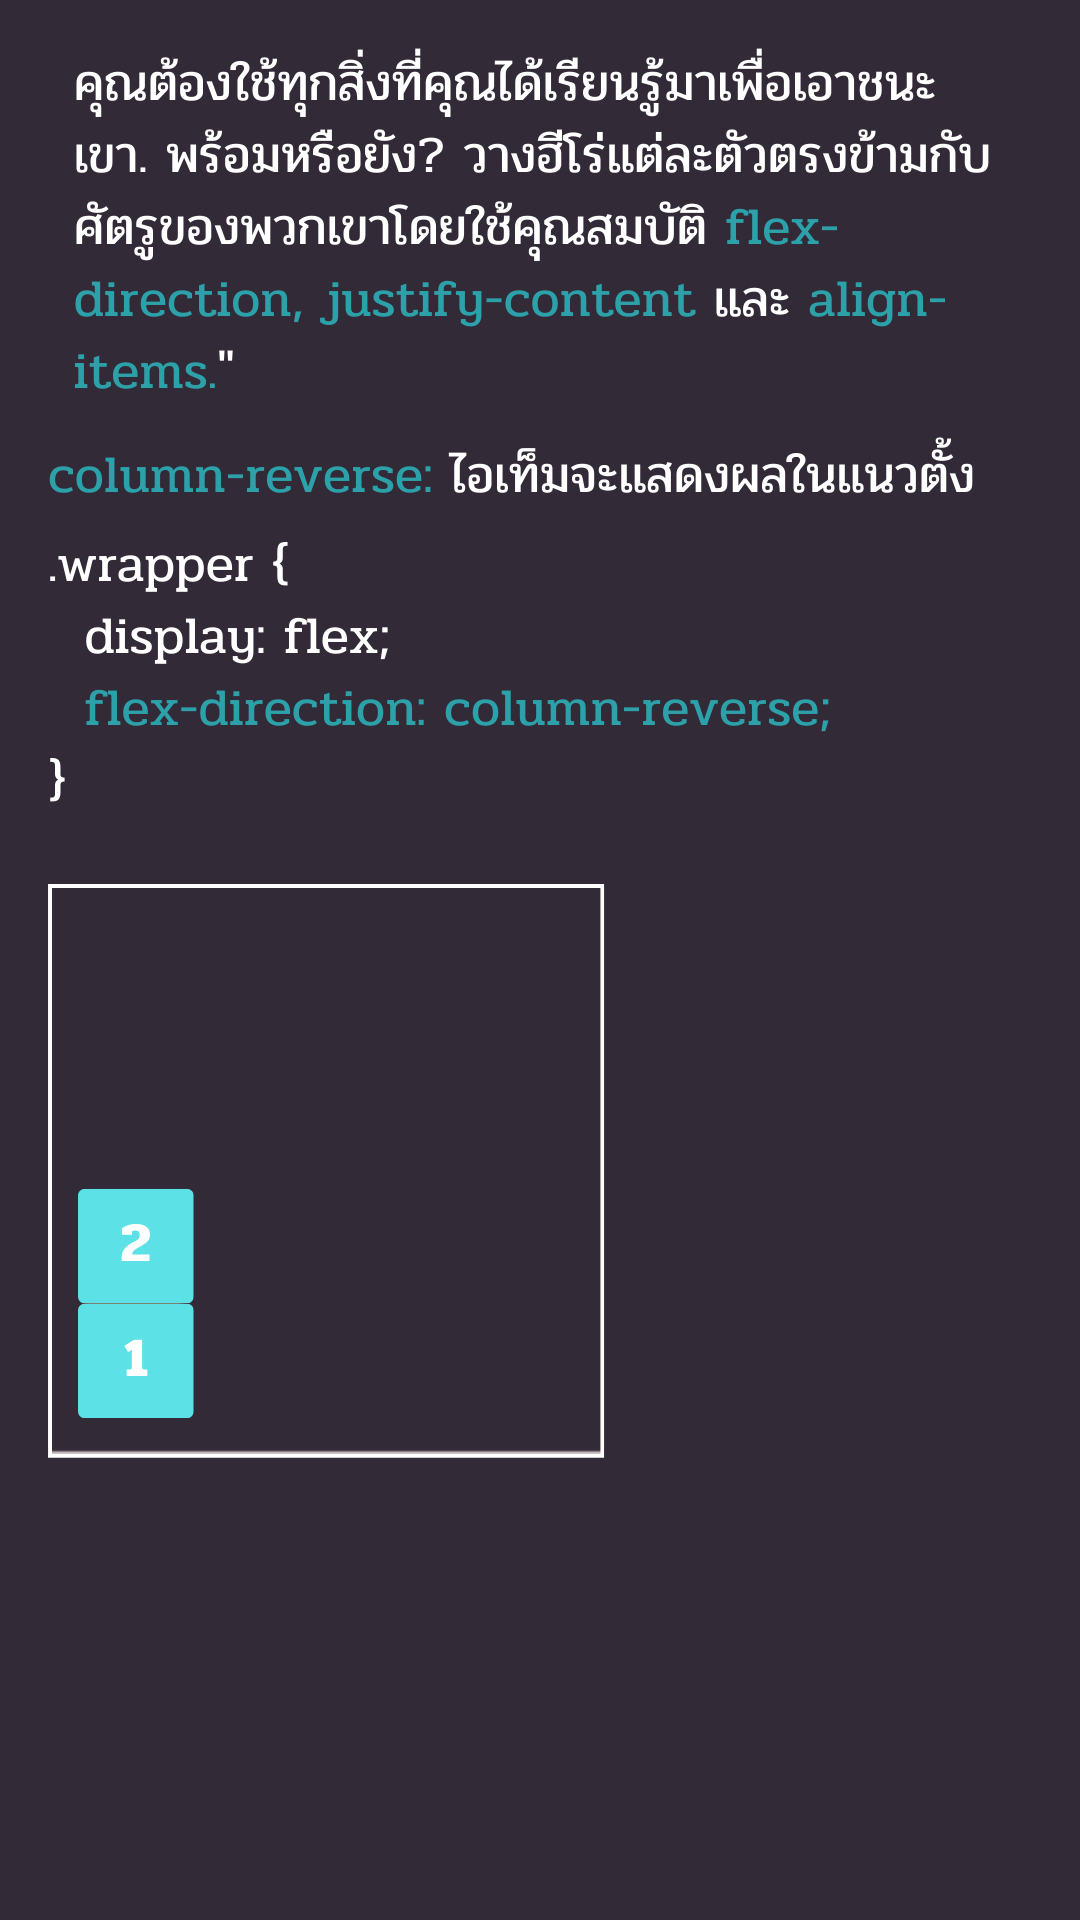 คุณต้องใช้ทุกสิ่งที่คุณได้เรียนรู้มาเพื่อเอาชนะ
เขา. พร้อมหรือยัง? วางฮีโร่แต่ละตัวตรงข้ามกับ
ศัตรูของพวกเขาโดยใช้คุณสมบัติ flex-
direction, justify-content และ align-
items."
column-reverse: ไอเท็มจะแสดงผลในแนวตั้ง
.wrapper {
display: flex;
flex-direction: column-reverse;
}
2
1